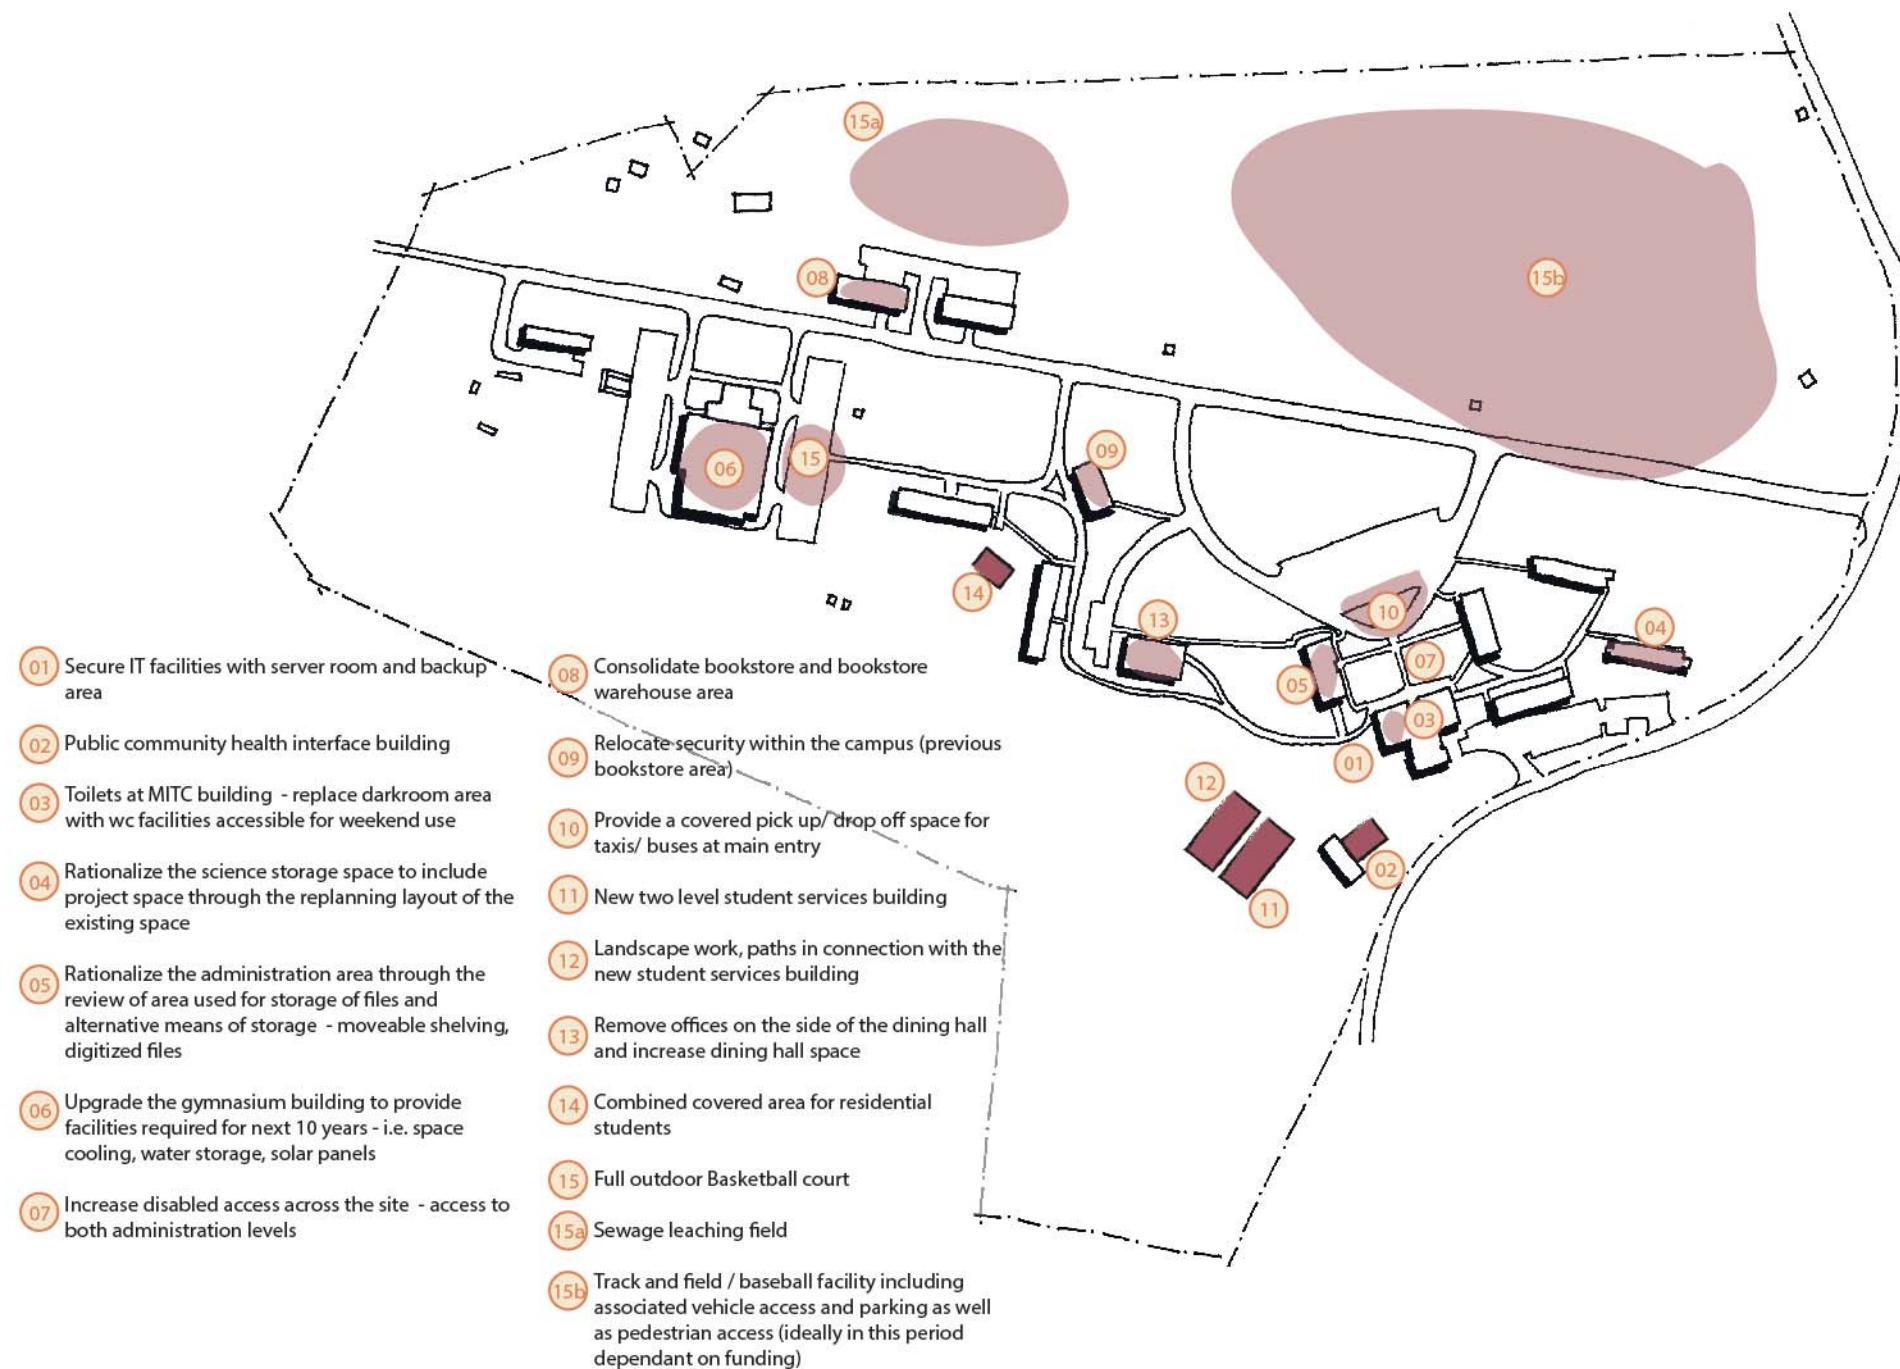 15a
15b
08
09
06
15
14
13
10
04
07
05
03
01
12
02
11
01 Secure IT facilities with server room and backup
area
02 Public community health interface building
03 Toilets at MITC building - replace darkroom area
with wc facilities accessible for weekend use
04 Rationalize the science storage space to include
project space through the replanning layout of the
existing space
05 Rationalize the administration area through the
review of area used for storage of files and
alternative means of storage - moveable shelving,
digitized files
06 Upgrade the gymnasium building to provide
facilities required for next 10 years - i.e. space
cooling, water storage, solar panels
07 Increase disabled access across the site - access to
both administration levels
08 Consolidate bookstore and bookstore
warehouse area
09 Relocate security within the campus (previous
bookstore area)
10 Provide a covered pick up/ drop off space for
taxis/ buses at main entry
11 New two level student services building
12 Landscape work, paths in connection with the
new student services building
13 Remove offices on the side of the dining hall
and increase dining hall space
14 Combined covered area for residential
students
15 Full outdoor Basketball court
15a Sewage leaching field
15b Track and field / baseball facility including
associated vehicle access and parking as well
as pedestrian access (ideally in this period
dependant on funding)